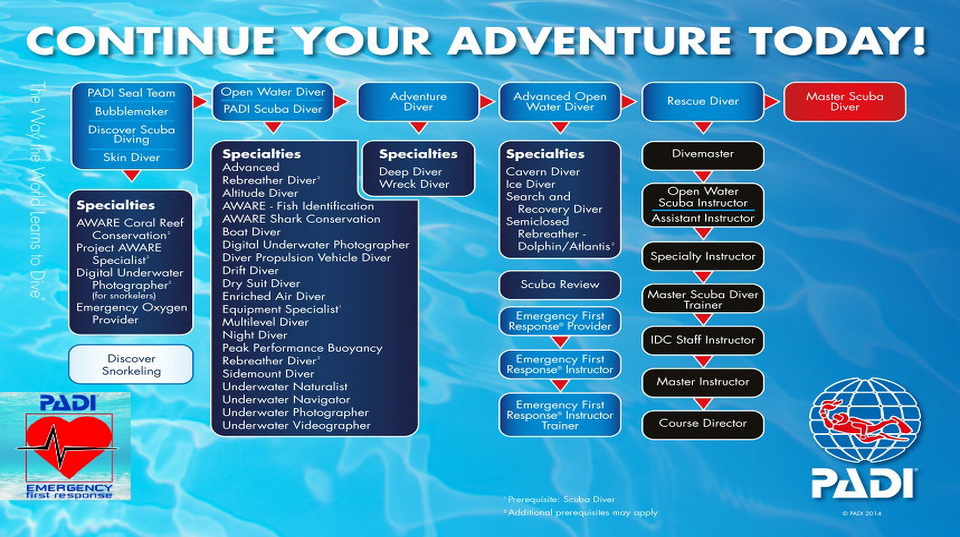 CONTINUE YOUR ADVENTURE TODAY!
The Way the World Learns to Dive®
PADI Seal Team
Bubblemaker
Discover Scuba
Diving
Skin Diver
Open Water Diver
PADI Scuba Diver
Adventure
Diver
Advanced Open
Water Diver
Rescue Diver
Master Scuba
Diver
Specialties
AWARE Coral Reef
Conservation²
Project AWARE
Specialist²
Digital Underwater
Photographer²
(for snorkelers)
Emergency Oxygen
Provider
Discover
Snorkeling
Specialties
Advanced
Rebreather Diver²
Altitude Diver
AWARE - Fish Identification
AWARE Shark Conservation
Boat Diver
Digital Underwater Photographer
Diver Propulsion Vehicle Diver
Drift Diver
Dry Suit Diver
Enriched Air Diver
Equipment Specialist¹
Multilevel Diver
Night Diver
Peak Performance Buoyancy
Rebreather Diver²
Sidemount Diver
Underwater Naturalist
Underwater Navigator
Underwater Photographer
Underwater Videographer
Specialties
Deep Diver
Wreck Diver
Specialties
Cavern Diver
Ice Diver
Search and
Recovery Diver
Semiclosed
Rebreather -
Dolphin/Atlantis²
Scuba Review
Emergency First
Response® Provider
Emergency First
Response® Instructor
Emergency First
Response® Instructor
Trainer
Divemaster
Open Water
Scuba Instructor
Assistant Instructor
Specialty Instructor
Master Scuba Diver
Trainer
IDC Staff Instructor
Master Instructor
Course Director
PADI
EMERGENCY
first response
¹Prerequisite: Scuba Diver
²Additional prerequisites may apply
PADI®
© PADI 2014